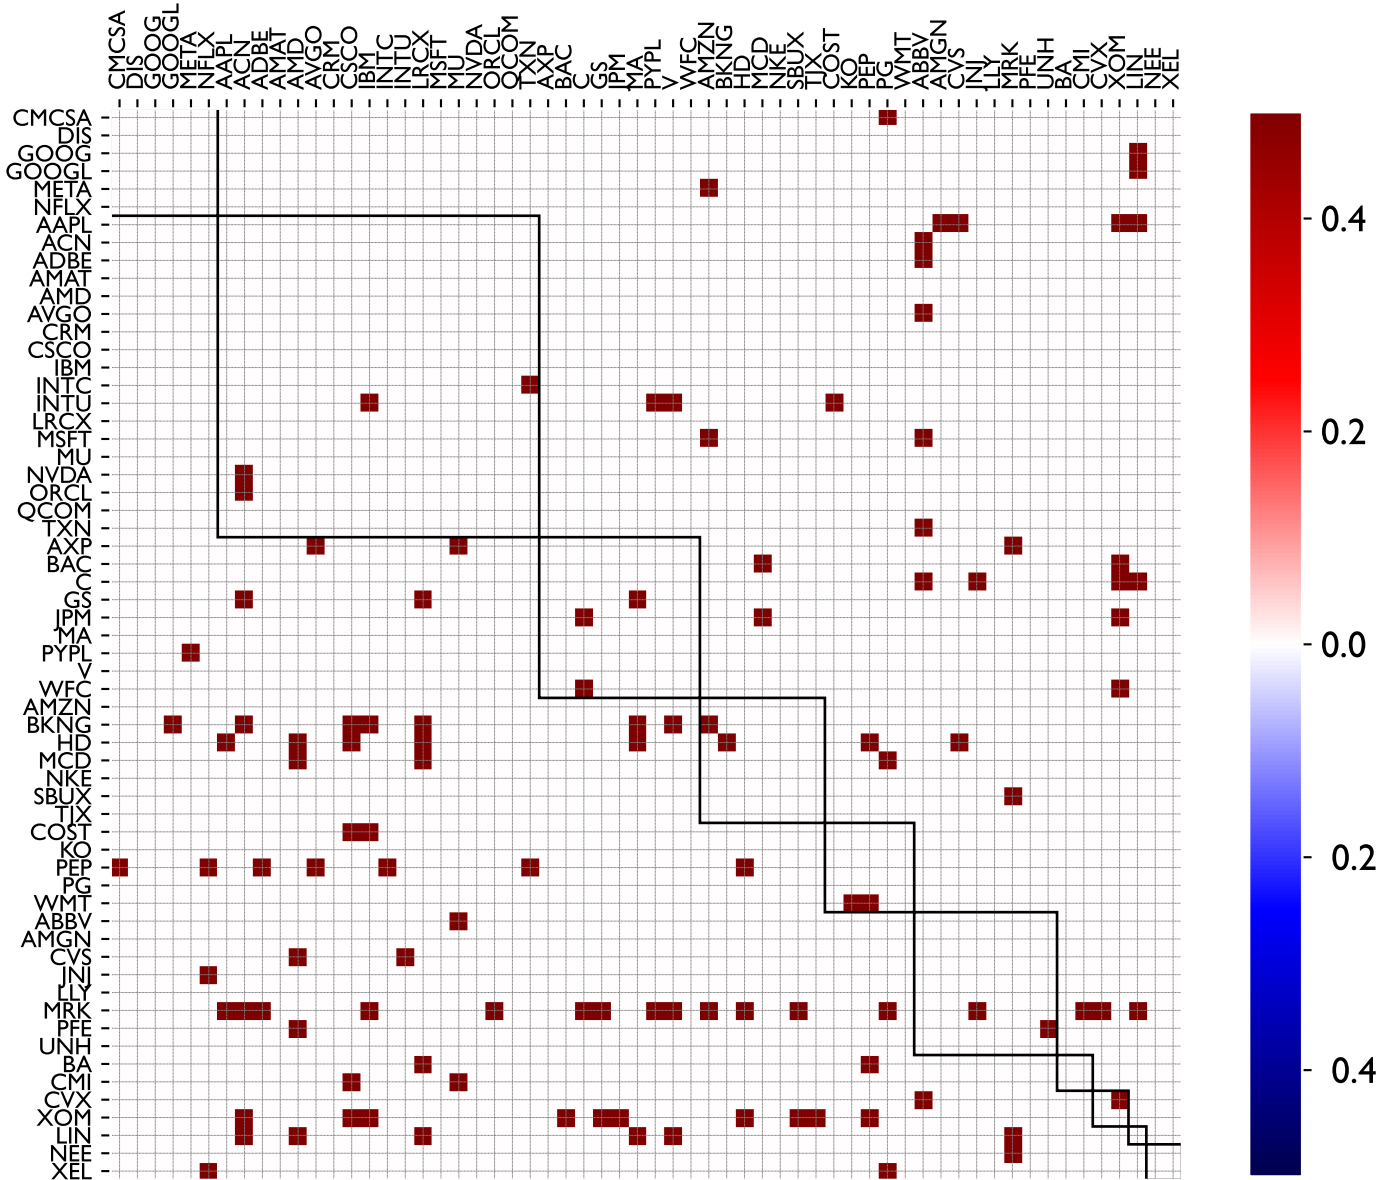 CMCSA DIS GOOG GOOGL META NFLX AAPL ACN ADBE AMAT AMD AVGO CRM CSCO IBM INTC INTU LRCX MSFT MU NVDA ORCL QCOM TXN AXP BAC C GS JPM MA PYPL V WFC AMZN BKNG HD MCD NKE SBUX TJX COST KO PEP PG WMT ABBV AMGN CVS JNJ LLY MRK PFE UNH BA CMI CVX XOM LIN NEE XEL
CMCSA
DIS
GOOG
GOOGL
META
NFLX
AAPL
ACN
ADBE
AMAT
AMD
AVGO
CRM
CSCO
IBM
INTC
INTU
LRCX
MSFT
MU
NVDA
ORCL
QCOM
TXN
AXP
BAC
C
GS
JPM
MA
PYPL
V
WFC
AMZN
BKNG
HD
MCD
NKE
SBUX
TJX
COST
KO
PEP
PG
WMT
ABBV
AMGN
CVS
JNJ
LLY
MRK
PFE
UNH
BA
CMI
CVX
XOM
LIN
NEE
XEL
0.4
0.2
0.0
0.2
0.4